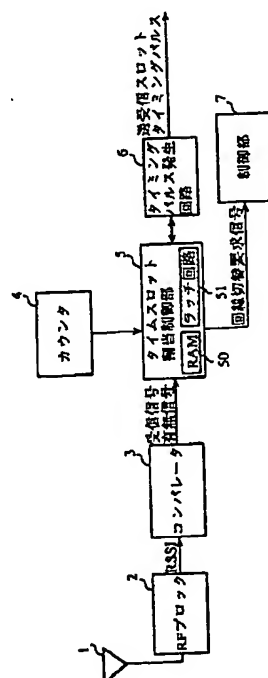 1
2
RFブロック
RSSI
3
コンパレータ
受信信号
有無信号
4
カウンタ
5
タイムスロット
割当制御部
RAM
ラッチ回路
50
51
6
タイミング
パルス発生
回路
送受信スロット
タイミングパルス
回線切替要求信号
7
制御部